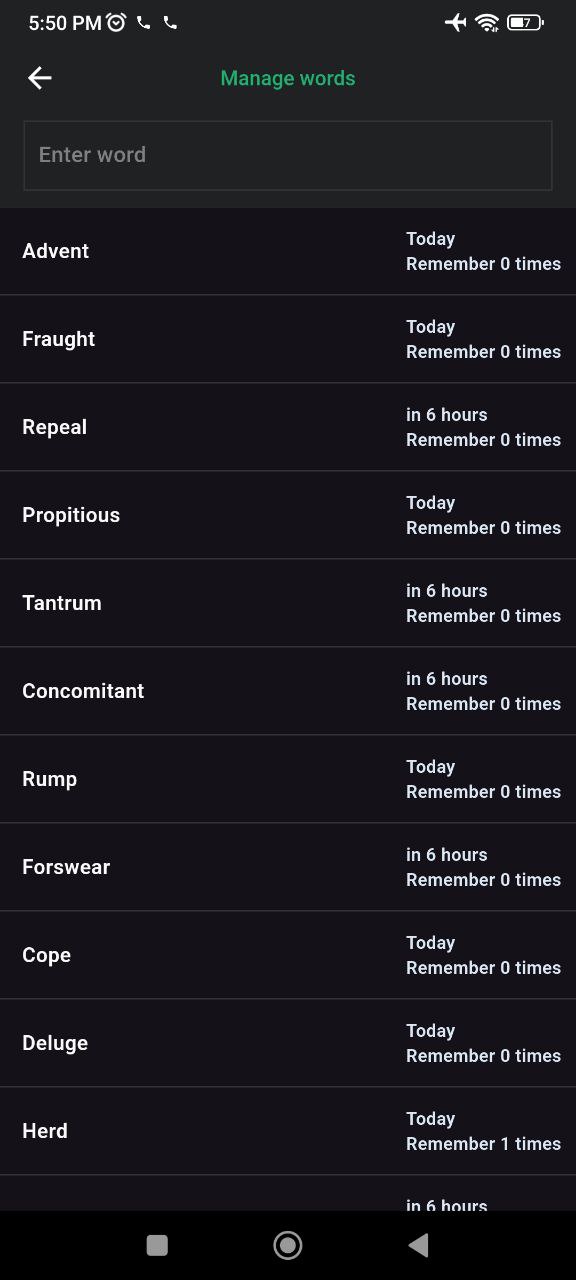 5:50 PM
7
Manage words
Enter word
Advent
Today
Remember 0 times
Fraught
Today
Remember 0 times
Repeal
in 6 hours
Remember 0 times
Propitious
Today
Remember 0 times
Tantrum
in 6 hours
Remember 0 times
Concomitant
in 6 hours
Remember 0 times
Rump
Today
Remember 0 times
Forswear
in 6 hours
Remember 0 times
Cope
Today
Remember 0 times
Deluge
Today
Remember 0 times
Herd
Today
Remember 1 times
in 6 hours